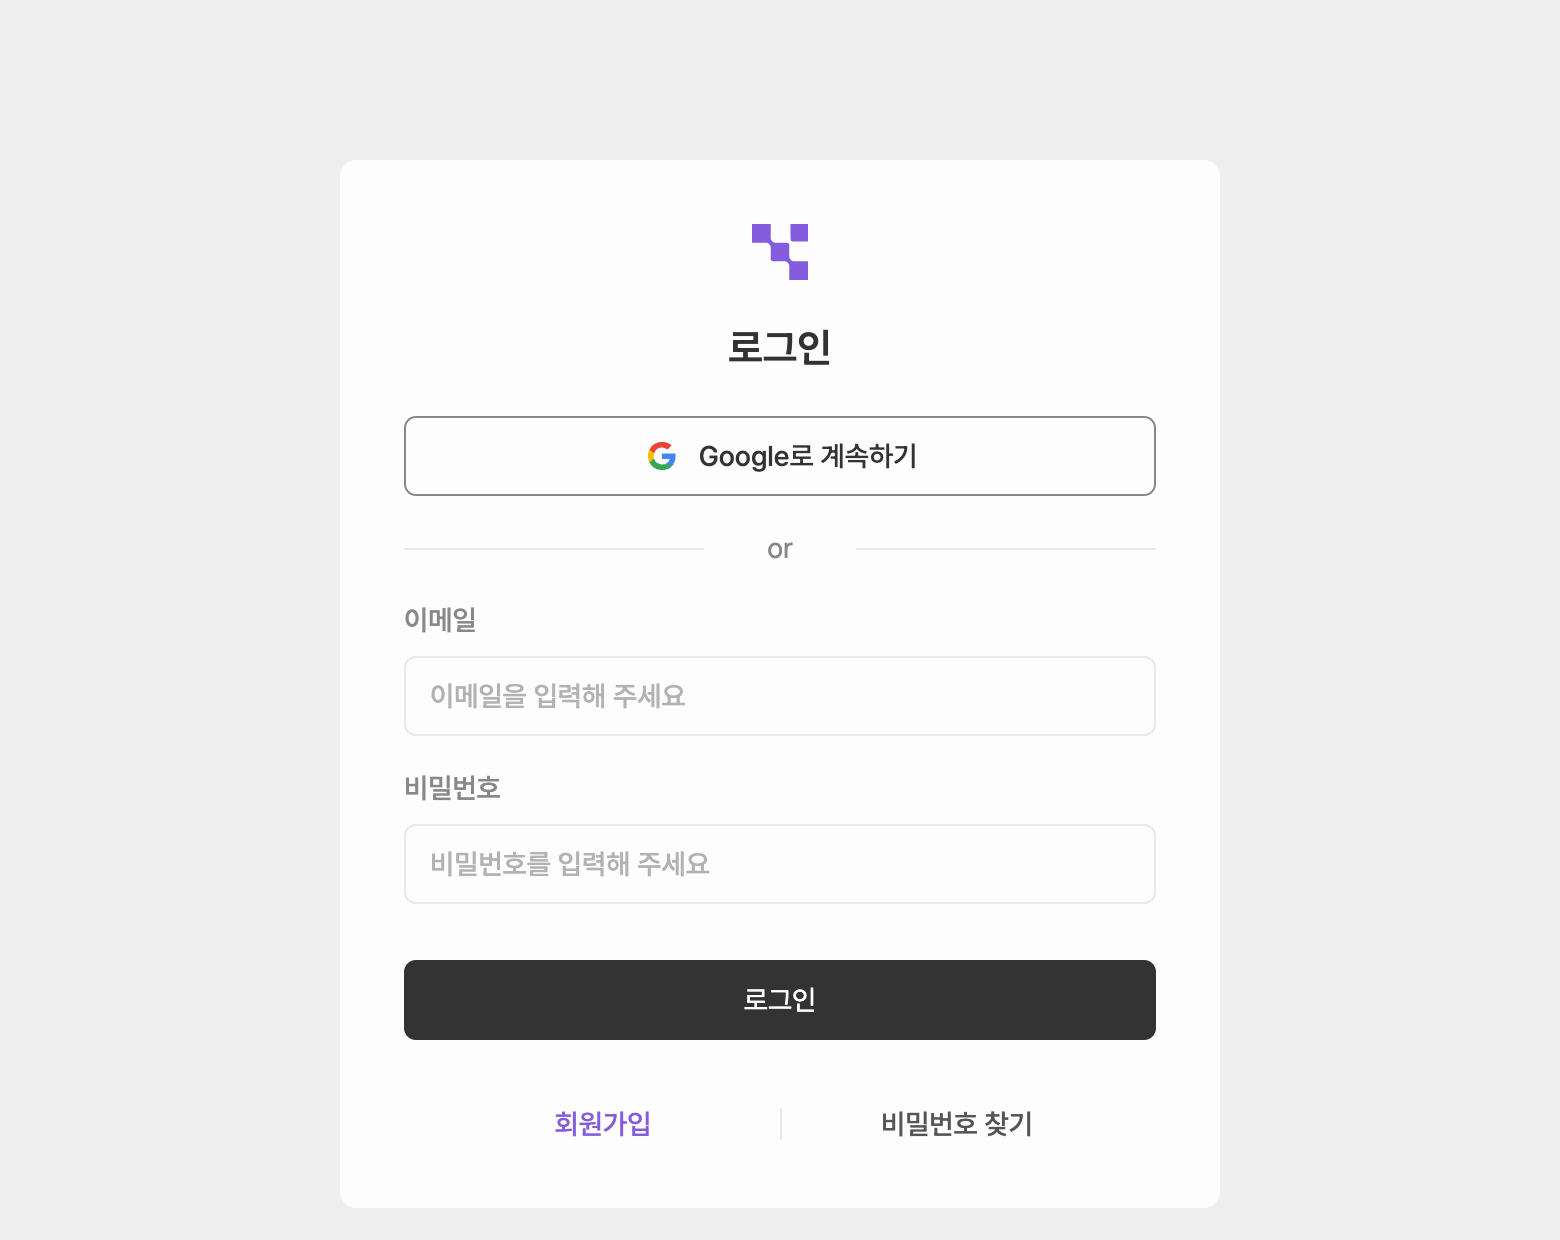 로그인
Google로 계속하기
or
이메일
이메일을 입력해 주세요
비밀번호
비밀번호를 입력해 주세요
로그인
회원가입
비밀번호 찾기